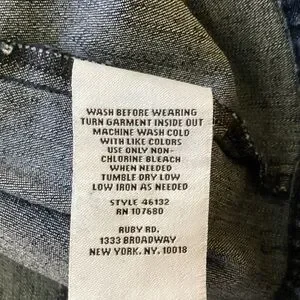 WASH BEFORE WEARING
TURN GARMENT INSIDE OUT
MACHINE WASH COLD
WITH LIKE COLORS
USE ONLY NON-
CHLORINE BLEACH
WHEN NEEDED
TUMBLE DRY LOW
LOW IRON AS NEEDED
STYLE 46132
RN 107680
RUBY RD.
1333 BROADWAY
NEW YORK. NY. 10018